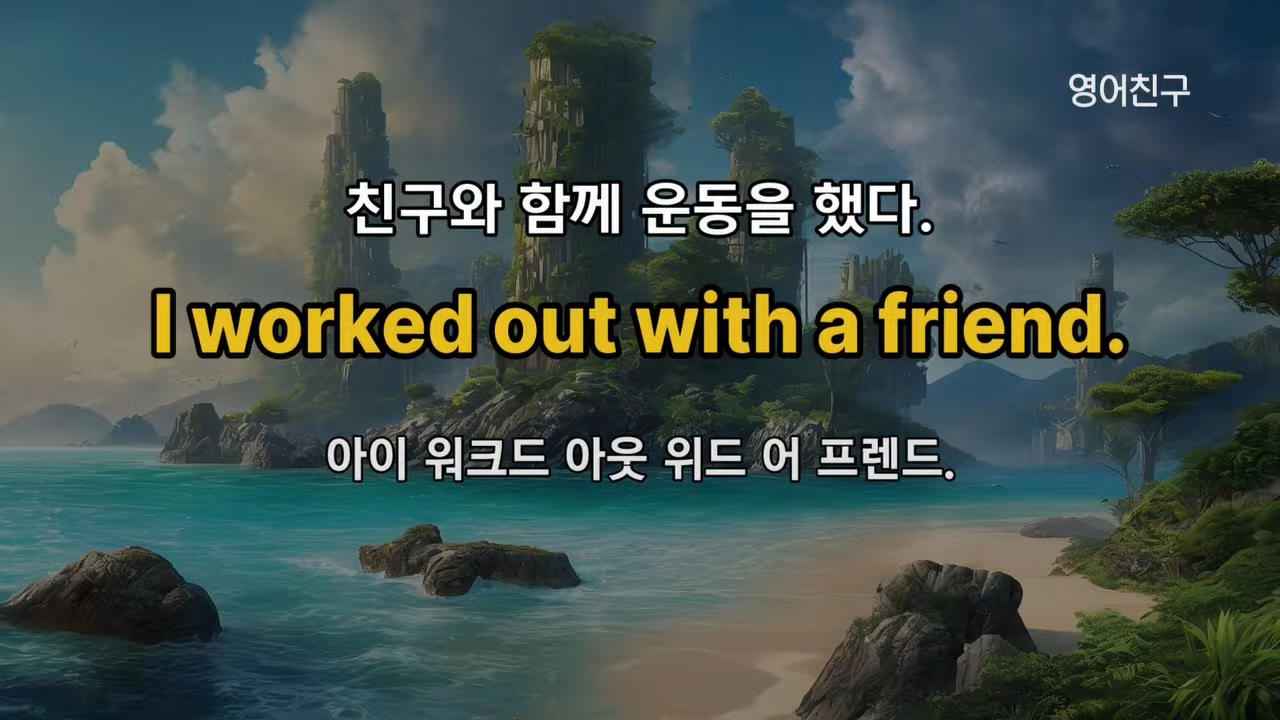 영어친구
친구와 함께 운동을 했다.
I worked out with a friend.
아이 워크드 아웃 위드 어 프렌드.